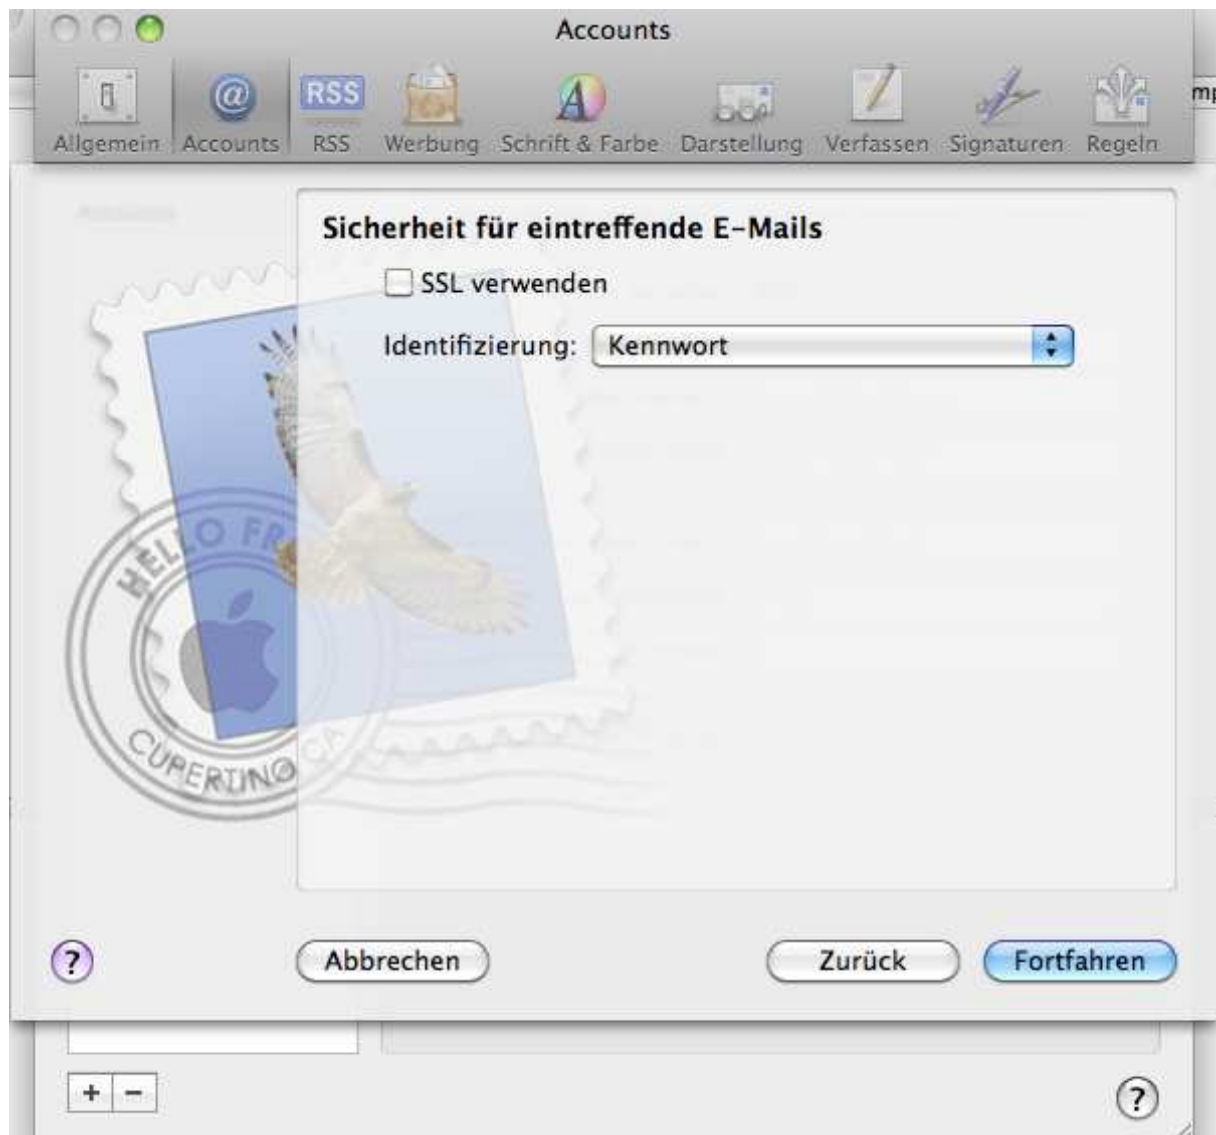 Accounts
Allgemein Accounts RSS Werbung Schrift & Farbe Darstellung Verfassen Signaturen Regeln
RSS
Sicherheit für eintreffende E-Mails
SSL verwenden
Identifizierung: Kennwort
HELLO FR
CUPERTINO CA
? Abbrechen Zurück Fortfahren
+ − ?